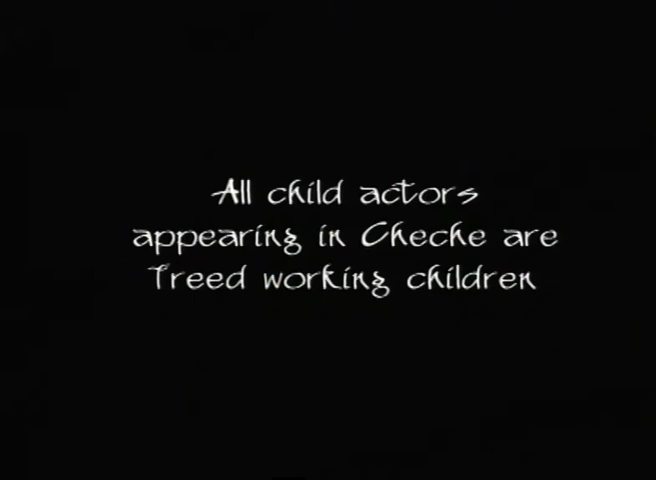 All child actors
appearing in Cheche are
freed working children